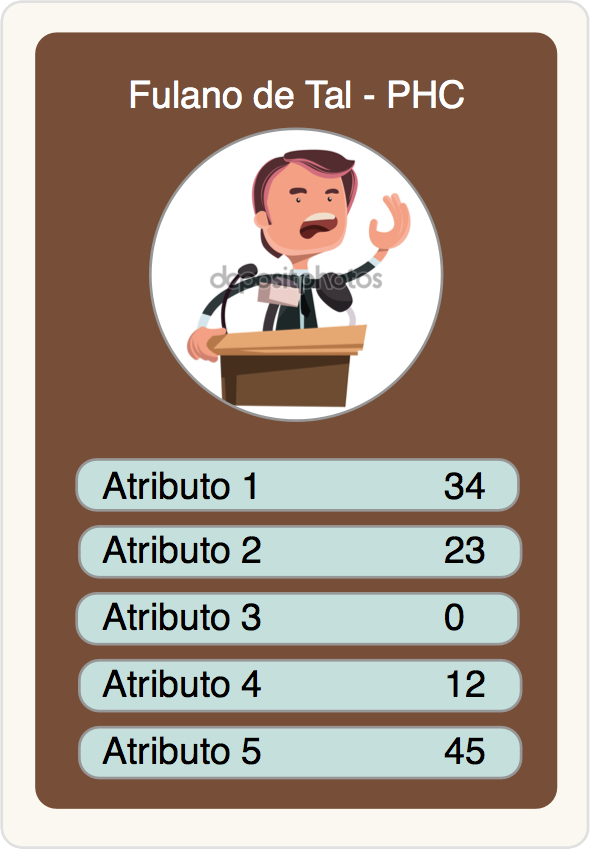 Fulano de Tal - PHC
depositphotos
Atributo 1 34
Atributo 2 23
Atributo 3 0
Atributo 4 12
Atributo 5 45